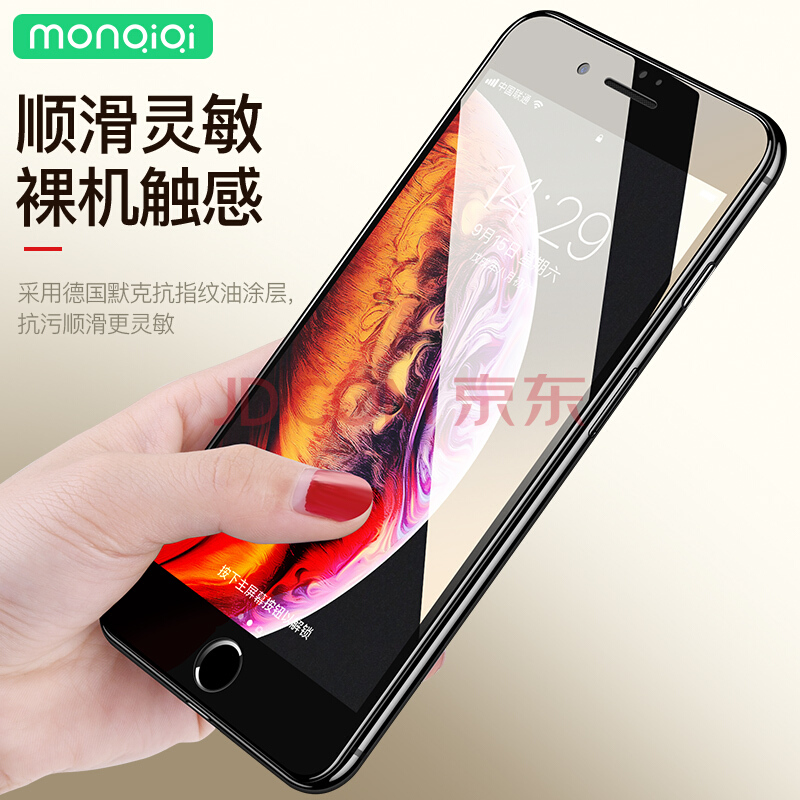 monqiqi
顺滑灵敏
裸机触感
采用德国默克抗指纹油涂层,
抗污顺滑更灵敏
中国联通
14:29
9月15日 星期六
JD.COM 京东
按下主屏幕按钮以解锁